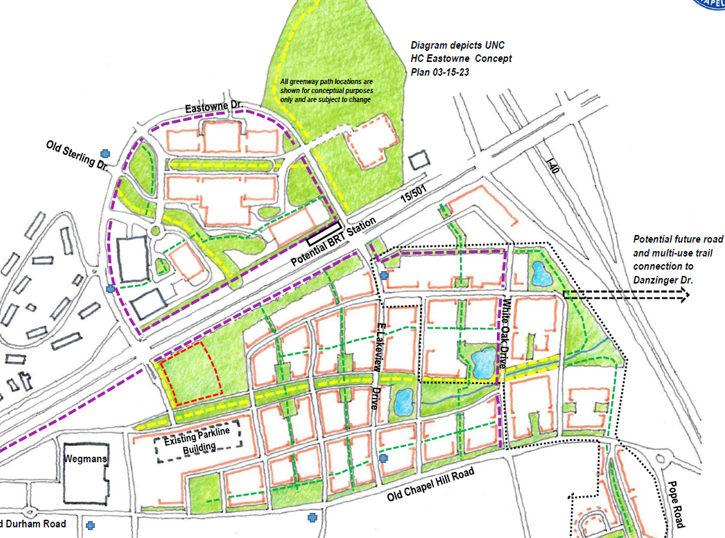 APEL
Diagram depicts UNC
HC Eastowne Concept
Plan 03-15-23
All greenway path locations are
shown for conceptual purposes
only and are subject to change
Eastowne Dr.
Old Sterling Dr.
I-40
15/501
Potential BRT Station
Potential future road
and multi-use trail
connection to
Danzinger Dr.
White Oak Drive
E. Lakeview
Drive
Existing Parkline
Building
Wegmans
Old Chapel Hill Road
Pope Road
d Durham Road